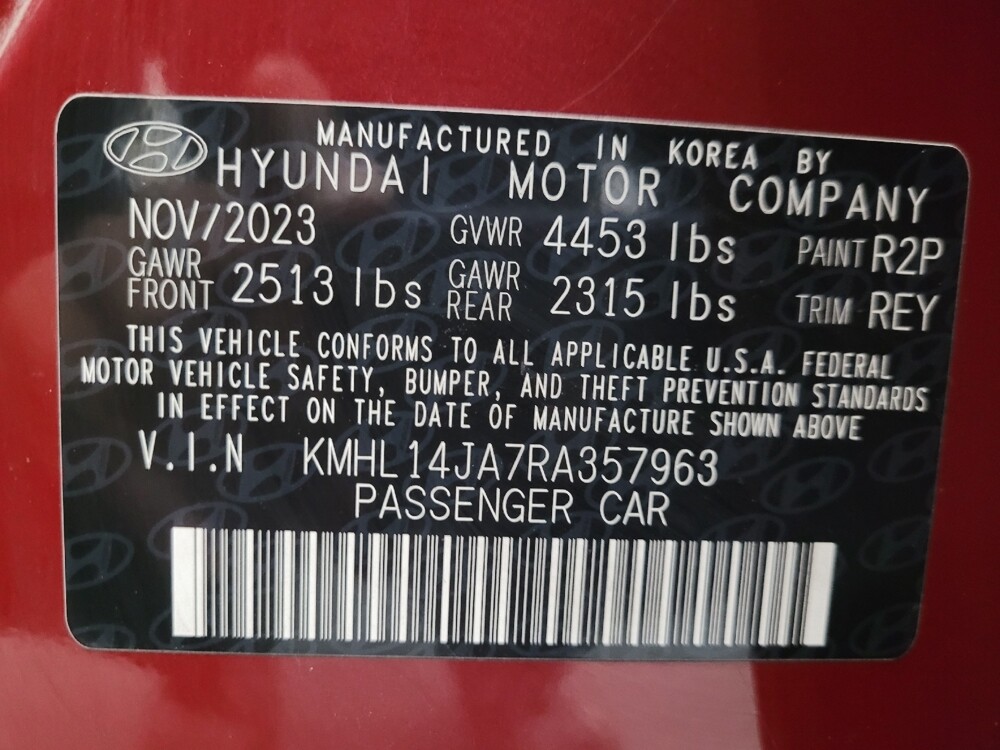 MANUFACTURED IN KOREA BY
HYUNDAI MOTOR COMPANY
NOV/2023 GVWR 4453 lbs PAINT R2P
GAWR FRONT 2513 lbs GAWR REAR 2315 lbs TRIM REY
THIS VEHICLE CONFORMS TO ALL APPLICABLE U.S.A. FEDERAL
MOTOR VEHICLE SAFETY, BUMPER, AND THEFT PREVENTION STANDARDS
IN EFFECT ON THE DATE OF MANUFACTURE SHOWN ABOVE
V.I.N KMHL14JA7RA357963
PASSENGER CAR